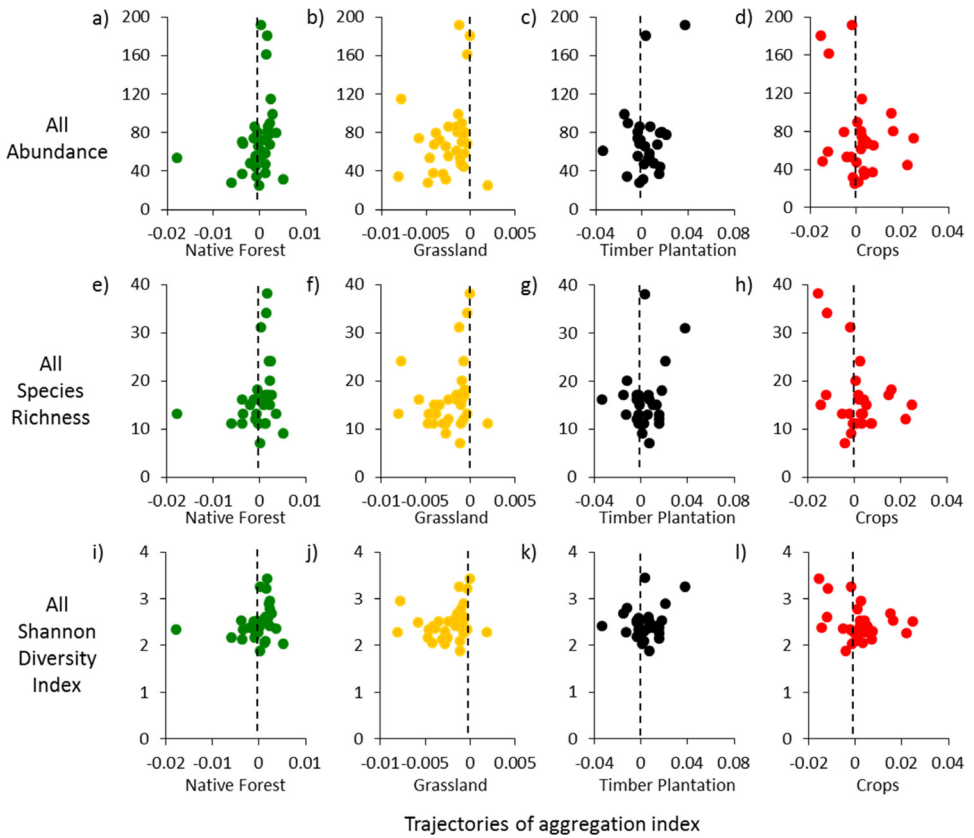 a) b) c) d)
All
Abundance
200 200 200 200
160 160 160 160
120 120 120 120
80 80 80 80
40 40 40 40
0 0 0 0
-0.02 -0.01 0 0.01 -0.01 -0.005 0 0.005 -0.04 0 0.04 0.08 -0.02 0 0.02 0.04
Native Forest Grassland Timber Plantation Crops
e) f) g) h)
All
Species
Richness
40 40 40 40
30 30 30 30
20 20 20 20
10 10 10 10
0 0 0 0
-0.02 -0.01 0 0.01 -0.01 -0.005 0 0.005 -0.04 0 0.04 0.08 -0.02 0 0.02 0.04
Native Forest Grassland Timber Plantation Crops
i) j) k) l)
All
Shannon
Diversity
Index
4 4 4 4
3 3 3 3
2 2 2 2
1 1 1 1
0 0 0 0
-0.02 -0.01 0 0.01 -0.01 -0.005 0 0.005 -0.04 0 0.04 0.08 -0.02 0 0.02 0.04
Native Forest Grassland Timber Plantation Crops
Trajectories of aggregation index